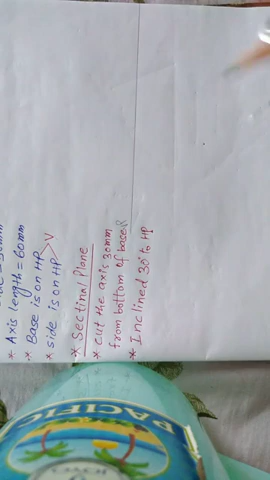 * Axis length = 60mm
* Base is on HP
* side is on HP > V
* Sectinal Plane
* cut the axis 30mm
from bottom of base &
* Inclined 30° to HP
PACIFIC